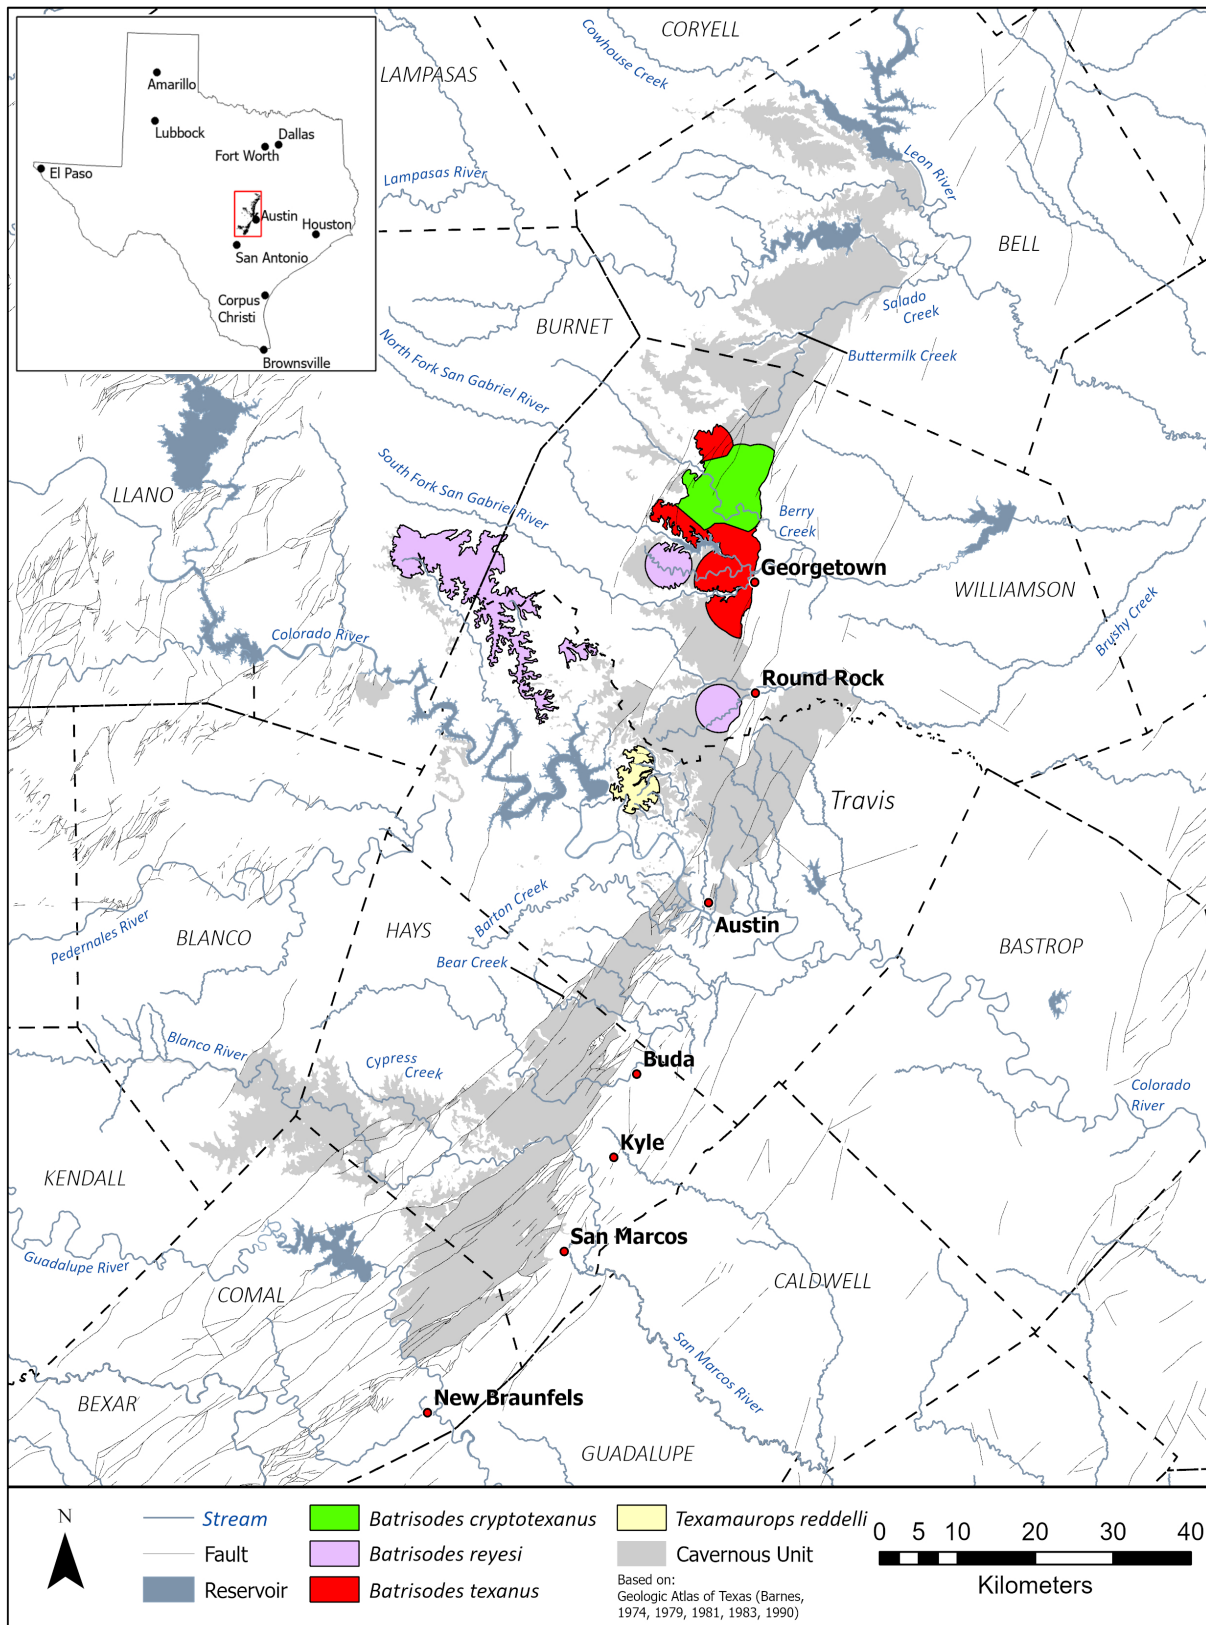 Amarillo
Lubbock
Dallas
Fort Worth
El Paso
Austin
Houston
San Antonio
Corpus
Christi
Brownsville
CORYELL
Cowhouse Creek
LAMPASAS
Leon River
Lampasas River
BELL
Salado
Creek
BURNET
Buttermilk Creek
North Fork San Gabriel River
South Fork San Gabriel River
LLANO
Berry
Creek
Georgetown
WILLIAMSON
Brushy Creek
Colorado River
Round Rock
Travis
Barton Creek
Austin
Pedernales River
BLANCO
HAYS
BASTROP
Bear Creek
Blanco River
Cypress
Creek
Buda
Colorado
River
Kyle
KENDALL
San Marcos
Guadalupe River
COMAL
CALDWELL
San Marcos River
BEXAR
New Braunfels
GUADALUPE
N
Stream
Fault
Reservoir
Batrisodes cryptotexanus
Batrisodes reyesi
Batrisodes texanus
Texamaurops reddelli
Cavernous Unit
Based on:
Geologic Atlas of Texas (Barnes,
1974, 1979, 1981, 1983, 1990)
0 5 10 20 30 40
Kilometers